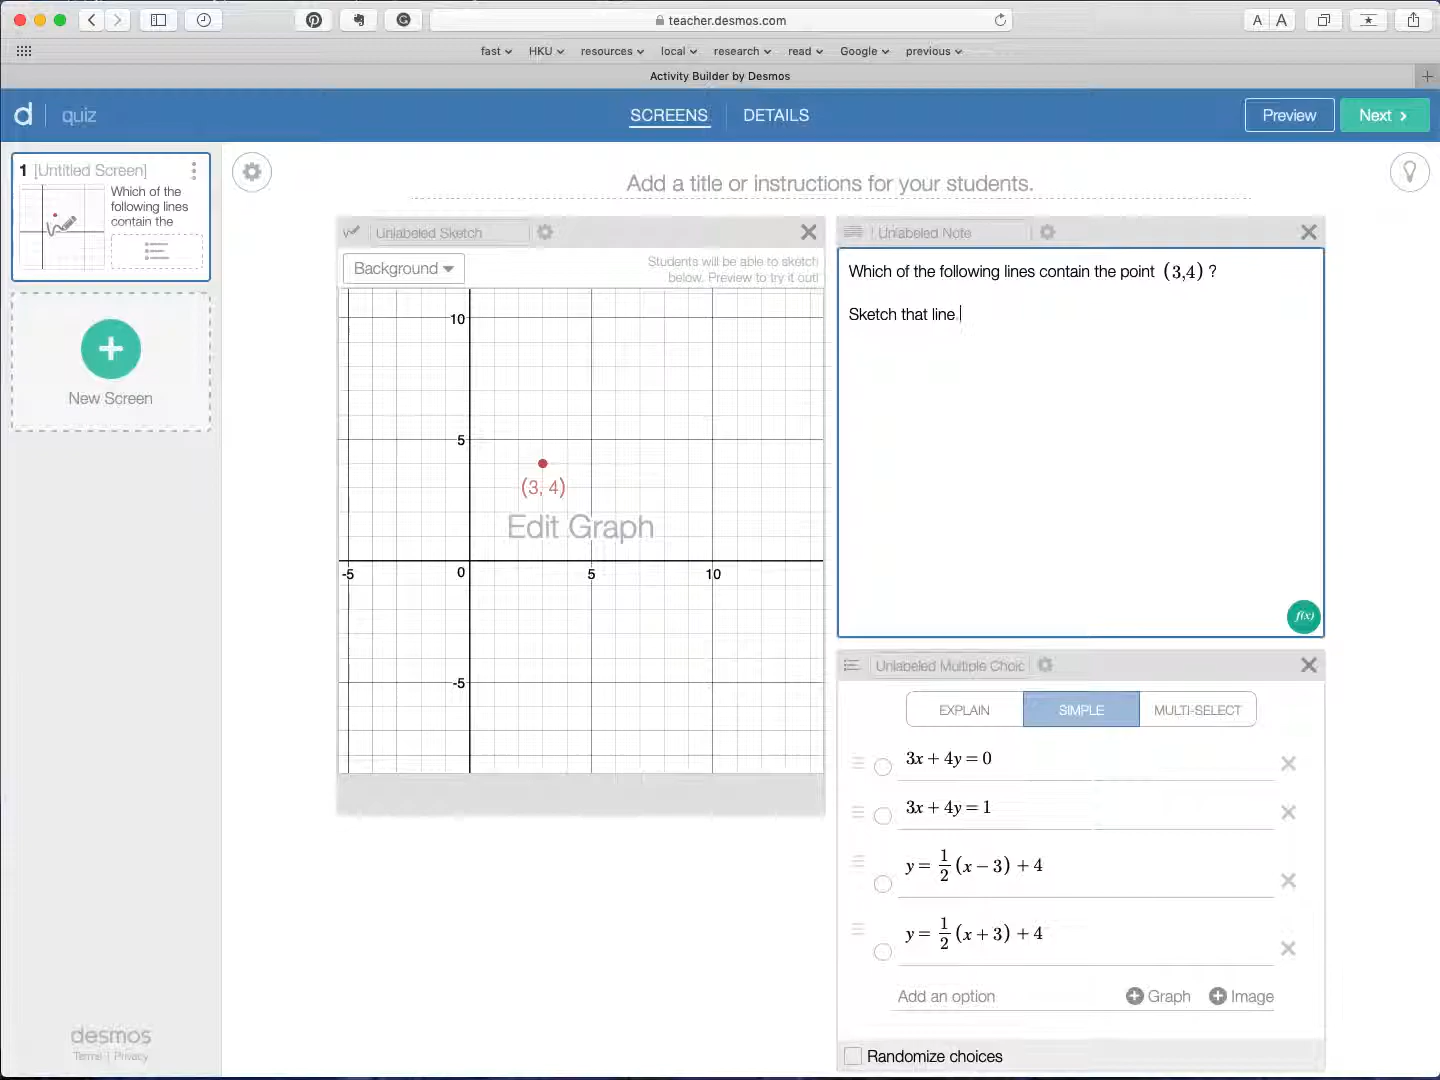 teacher.desmos.com
A A
fast HKU resources local research read Google previous
Activity Builder by Desmos
d quiz SCREENS DETAILS Preview Next
1 [Untitled Screen]
Which of the
following lines
contain the
New Screen
Add a title or instructions for your students.
Unlabeled Sketch
Background
Students will be able to sketch
below. Preview to try it out!
10
5
(3, 4)
Edit Graph
-5 0 5 10
-5
Unlabeled Note
Which of the following lines contain the point (3,4) ?
Sketch that line
f(x)
Unlabeled Multiple Choic
EXPLAIN SIMPLE MULTI-SELECT
3x + 4y = 0
3x + 4y = 1
y = 1/2 (x − 3) + 4
y = 1/2 (x + 3) + 4
Add an option Graph Image
Randomize choices
desmos
Terms | Privacy